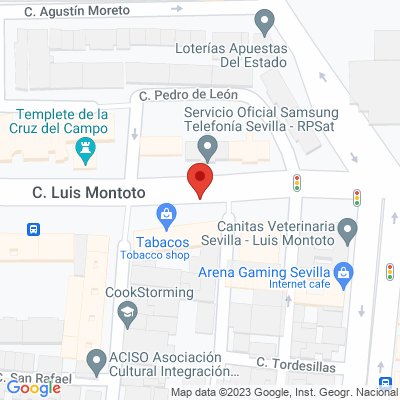 C. Agustín Moreto
Loterías Apuestas
Del Estado
C. Pedro de León
Servicio Oficial Samsung
Telefonía Sevilla - RPSat
Templete de la
Cruz del Campo
C. Luis Montoto
Tabacos
Tobacco shop
Canitas Veterinaria
Sevilla - Luis Montoto
Arena Gaming Sevilla
Internet cafe
CookStorming
ACISO Asociación
Cultural Integración...
C. Tordesillas
C. San Rafael
Map data ©2023 Google, Inst. Geogr. Nacional